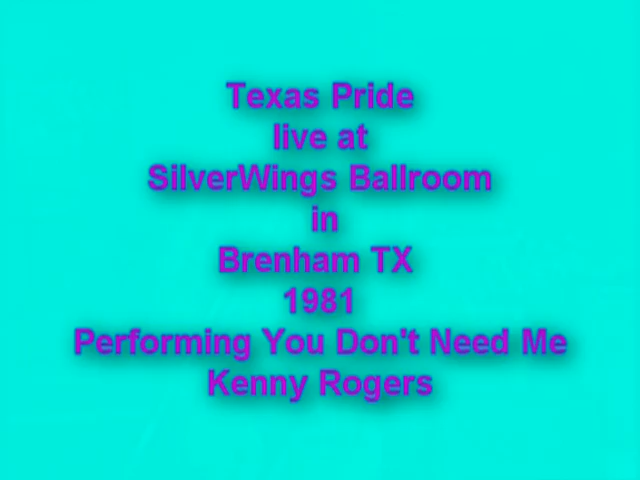 Texas Pride
live at
SilverWings Ballroom
in
Brenham TX
1981
Performing You Don't Need Me
Kenny Rogers